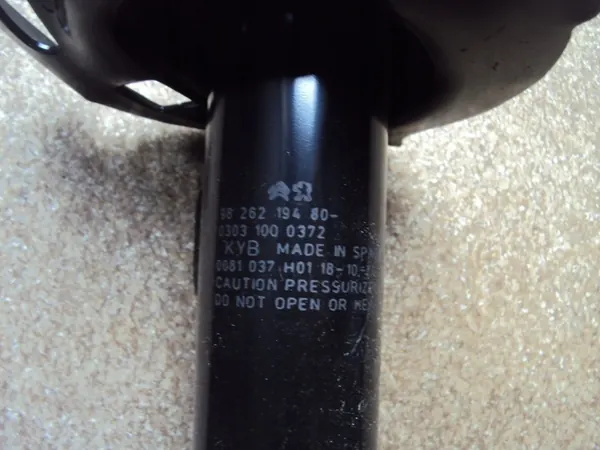 98 262 194 80-
0303 100 0372
KYB MADE IN
0081 037 H01 18-10-
CAUTION
DO NOT OPEN OR